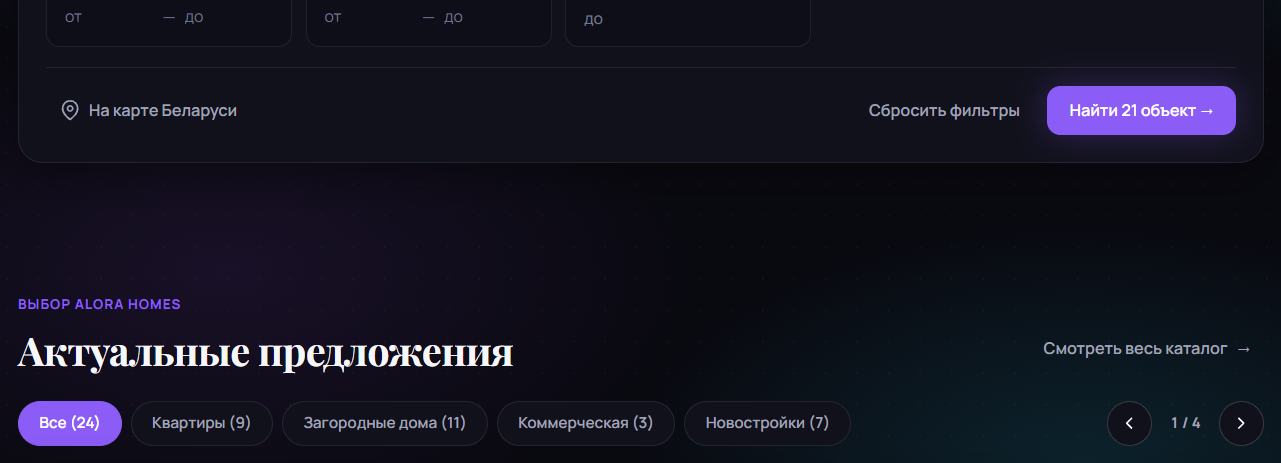 от — до от — до до
На карте Беларуси Сбросить фильтры Найти 21 объект →
ВЫБОР ALORA HOMES
Актуальные предложения Смотреть весь каталог →
Все (24) Квартиры (9) Загородные дома (11) Коммерческая (3) Новостройки (7) 1 / 4